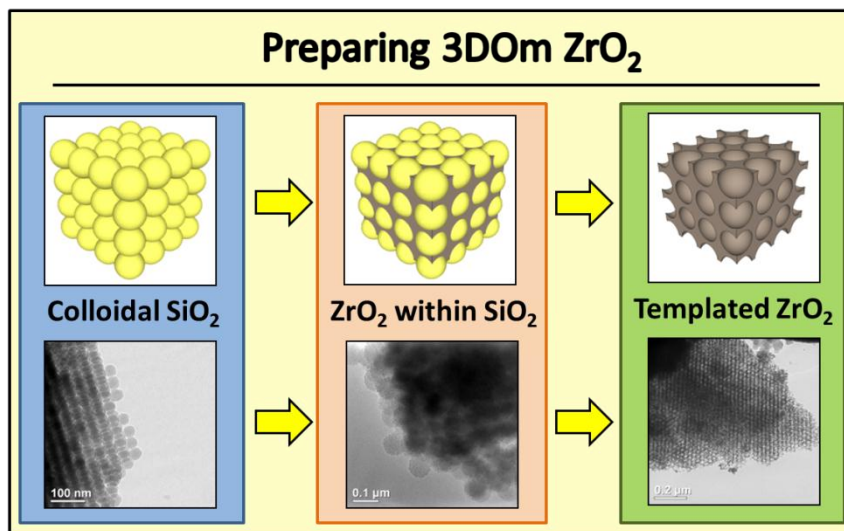 Preparing 3DOm ZrO₂
Colloidal SiO₂
ZrO₂ within SiO₂
Templated ZrO₂
100 nm
0.1 µm
0.2 µm